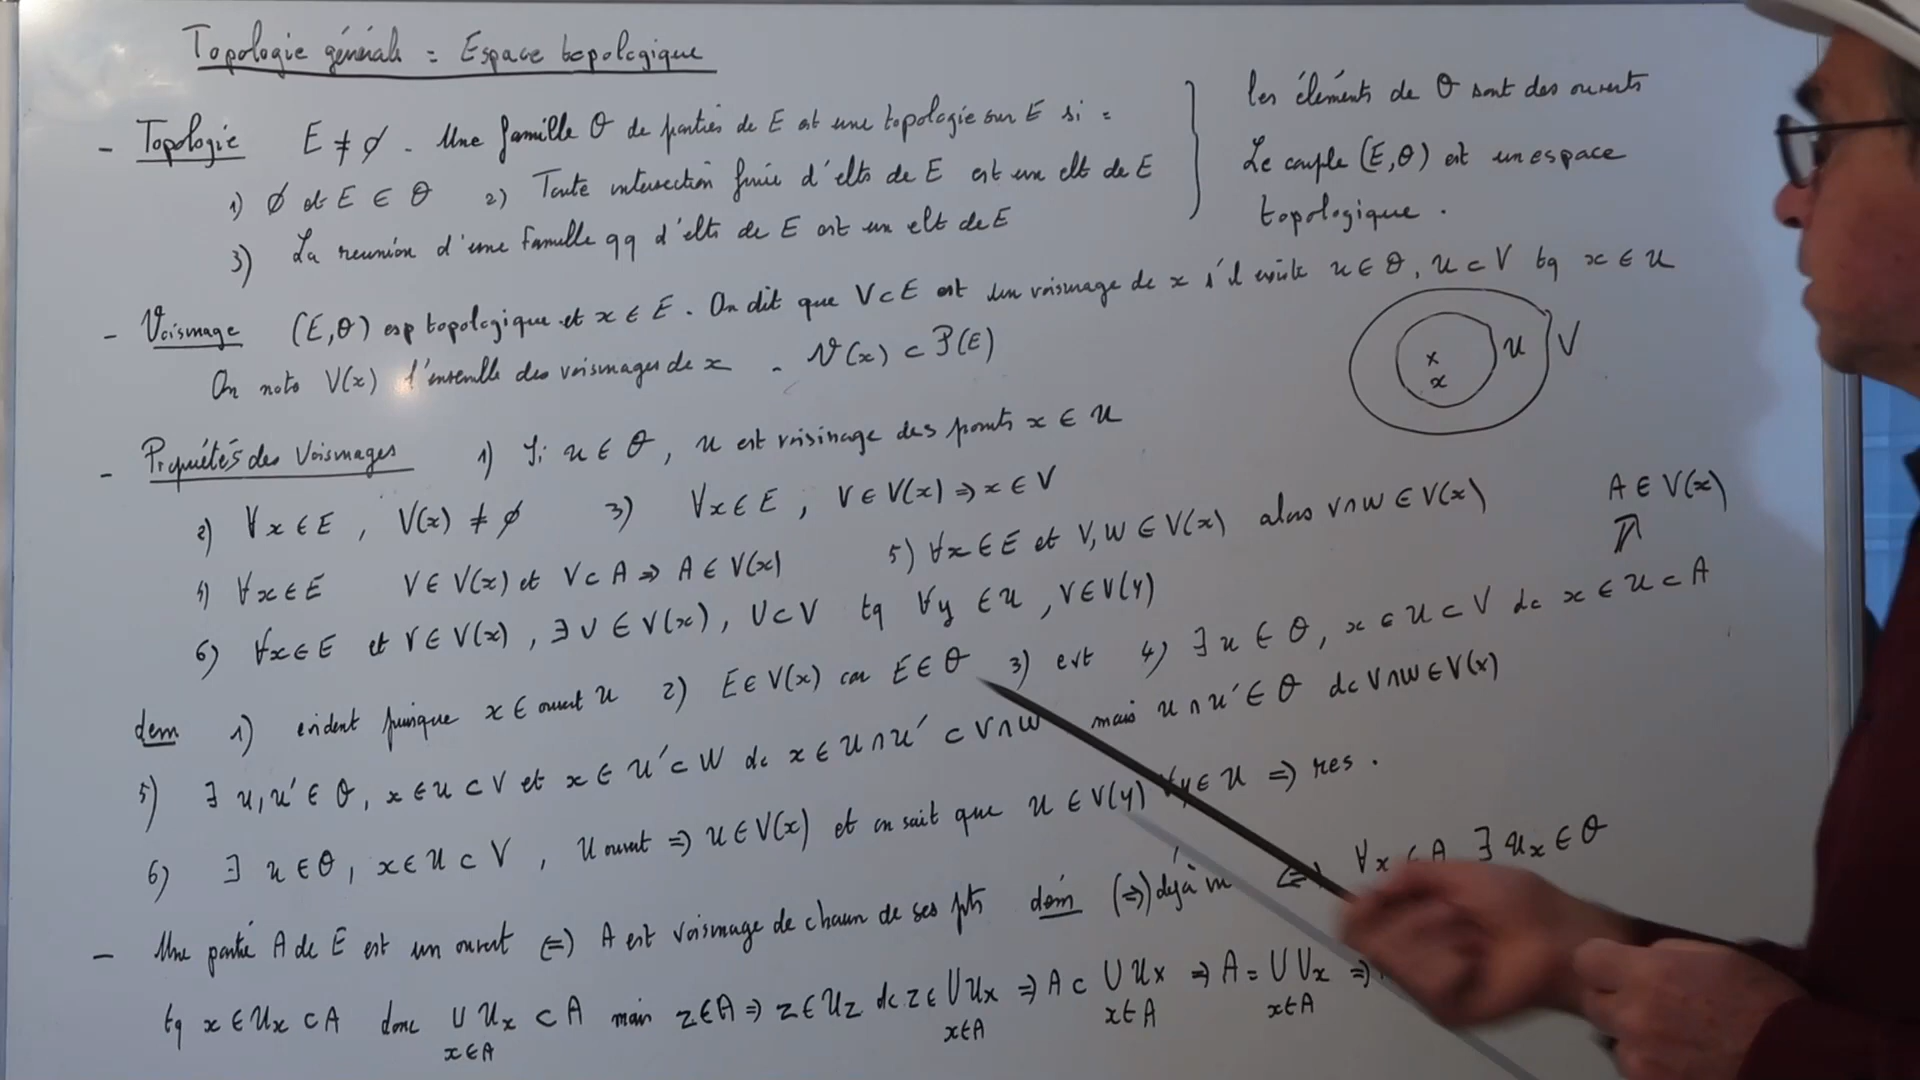 Topologie générale : Espace topologique
- Topologie E ≠ ∅ . Une famille θ de parties de E est une topologie sur E si :
1) ∅ et E ∈ θ 2) Toute intersection finie d'elts de E est un elt de E
3) La reunion d'une famille qq d'elts de E est un elt de E
les éléments de θ sont des ouverts
Le couple (E,θ) est un espace
topologique .
- Voisinage (E,θ) esp topologique et x ∈ E . On dit que V⊂E est un voisinage de x s'il existe U∈θ, U⊂V tq x∈U
On note V(x) l'ensemble des voisinages de x - V(x) ⊂ P(E)
x
x
U
V
- Propriétés des Voisinages 1) Si U∈θ, U est voisinage des points x∈U
2) ∀x∈E, V(x) ≠ ∅ 3) ∀x∈E, V∈V(x) ⇒ x∈V
4) ∀x∈E V∈V(x) et V⊂A ⇒ A∈V(x) 5) ∀x∈E et V,W∈V(x) alors V∩W∈V(x)
A∈V(x)
⇑
6) ∀x∈E et V∈V(x), ∃U∈V(x), U⊂V tq ∀y∈U, V∈V(y)
dem 1) evident puisque x∈ouvert U 2) E∈V(x) car E∈θ 3) evt 4) ∃U∈θ, x∈U⊂V dc x∈U⊂A
5) ∃ U,U'∈θ, x∈U⊂V et x∈U'⊂W dc x∈U∩U'⊂V∩W mais U∩U'∈θ dc V∩W∈V(x)
6) ∃ U∈θ, x∈U⊂V, U ouvert ⇒ U∈V(x) et on sait que U∈V(y) ∀y∈U ⇒ res .
- Une partie A de E est un ouvert ⇔ A est voisinage de chacun de ses pts dém (⇒) déjà vu ⇐) ∀x∈A ∃ Ux∈θ
tq x∈Ux⊂A donc ∪ Ux ⊂A mais z∈A ⇒ z∈Uz dc z∈ ∪Ux ⇒ A⊂ ∪ Ux ⇒ A = ∪ Ux ⇒
x∈A x∈A x∈A x∈A